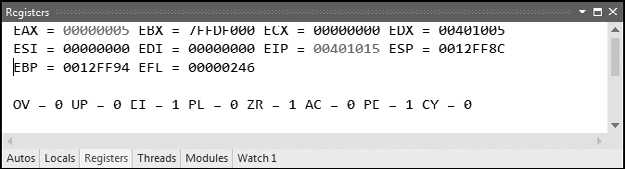 Registers
EAX = 00000005 EBX = 7FFDF000 ECX = 00000000 EDX = 00401005
ESI = 00000000 EDI = 00000000 EIP = 00401015 ESP = 0012FF8C
EBP = 0012FF94 EFL = 00000246
OV = 0 UP = 0 EI = 1 PL = 0 ZR = 1 AC = 0 PE = 1 CY = 0
Autos Locals Registers Threads Modules Watch 1